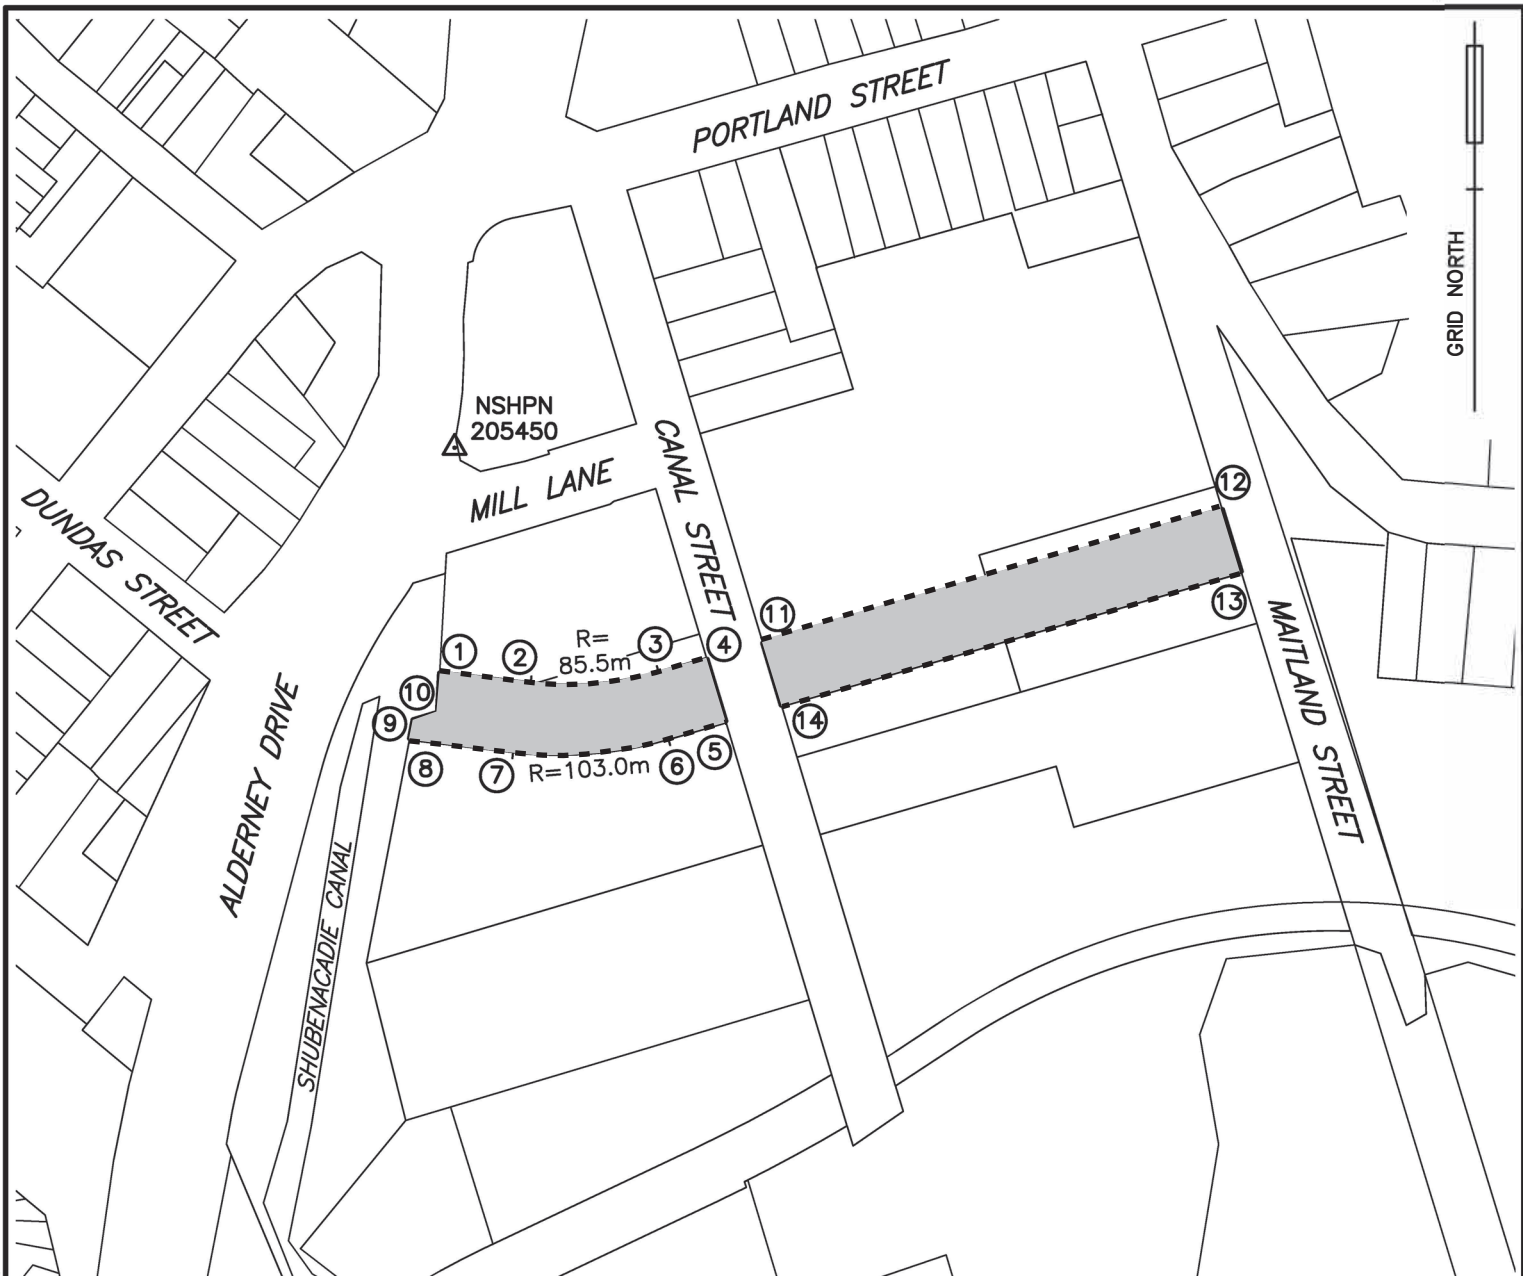 PORTLAND STREET
GRID NORTH
NSHPN
205450
MILL LANE
CANAL STREET
DUNDAS STREET
12
11
13
1
2
R=
85.5m
3
4
10
9
14
8
7
R=103.0m
6
5
ALDERNEY DRIVE
MAITLAND STREET
SHUBENACADIE CANAL